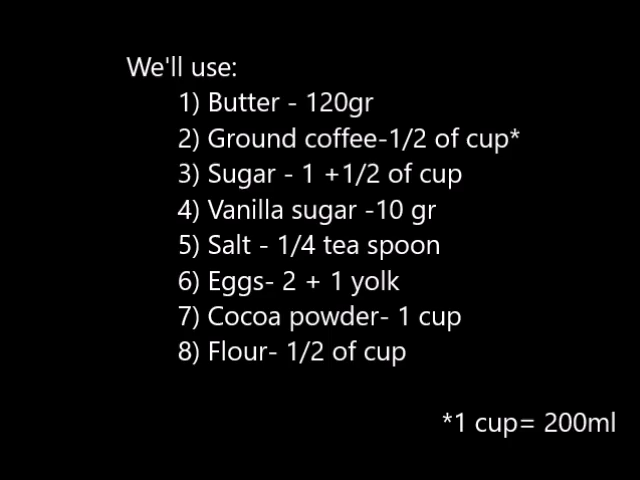 We'll use:
1) Butter - 120gr
2) Ground coffee-1/2 of cup*
3) Sugar - 1 +1/2 of cup
4) Vanilla sugar -10 gr
5) Salt - 1/4 tea spoon
6) Eggs- 2 + 1 yolk
7) Cocoa powder- 1 cup
8) Flour- 1/2 of cup
*1 cup= 200ml